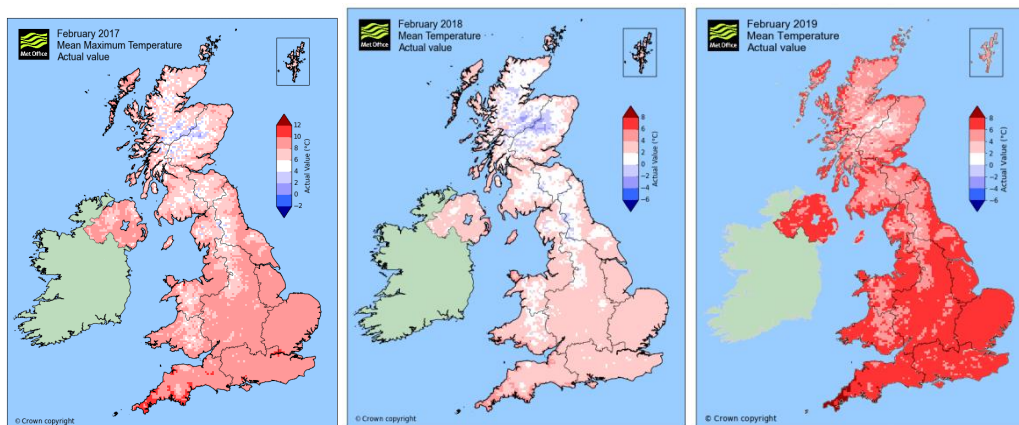 Met Office
February 2017
Mean Maximum Temperature
Actual value
12
10
8
6
4
2
0
−2
Actual Value (°C)
© Crown copyright
Met Office
February 2018
Mean Temperature
Actual value
8
6
4
2
0
−2
−4
−6
Actual Value (°C)
© Crown copyright
Met Office
February 2019
Mean Temperature
Actual value
8
6
4
2
0
−2
−4
−6
Actual Value (°C)
© Crown copyright